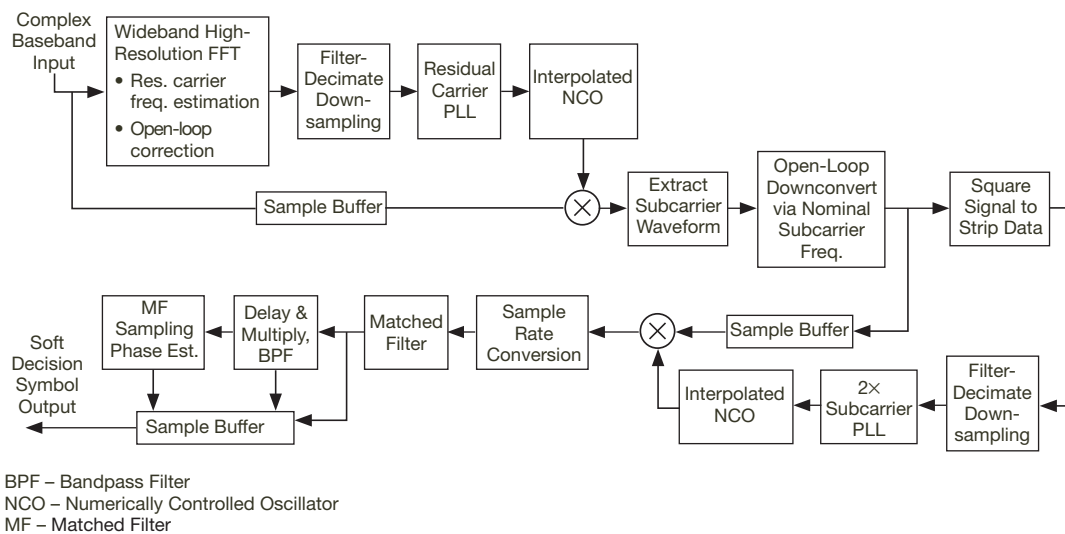 Complex
Baseband
Input
Wideband High-
Resolution FFT
• Res. carrier
freq. estimation
• Open-loop
correction
Filter-
Decimate
Down-
sampling
Residual
Carrier
PLL
Interpolated
NCO
Sample Buffer
Extract
Subcarrier
Waveform
Open-Loop
Downconvert
via Nominal
Subcarrier
Freq.
Square
Signal to
Strip Data
Soft
Decision
Symbol
Output
MF
Sampling
Phase Est.
Delay &
Multiply,
BPF
Matched
Filter
Sample
Rate
Conversion
Sample Buffer
Interpolated
NCO
2×
Subcarrier
PLL
Filter-
Decimate
Down-
sampling
Sample Buffer
BPF – Bandpass Filter
NCO – Numerically Controlled Oscillator
MF – Matched Filter